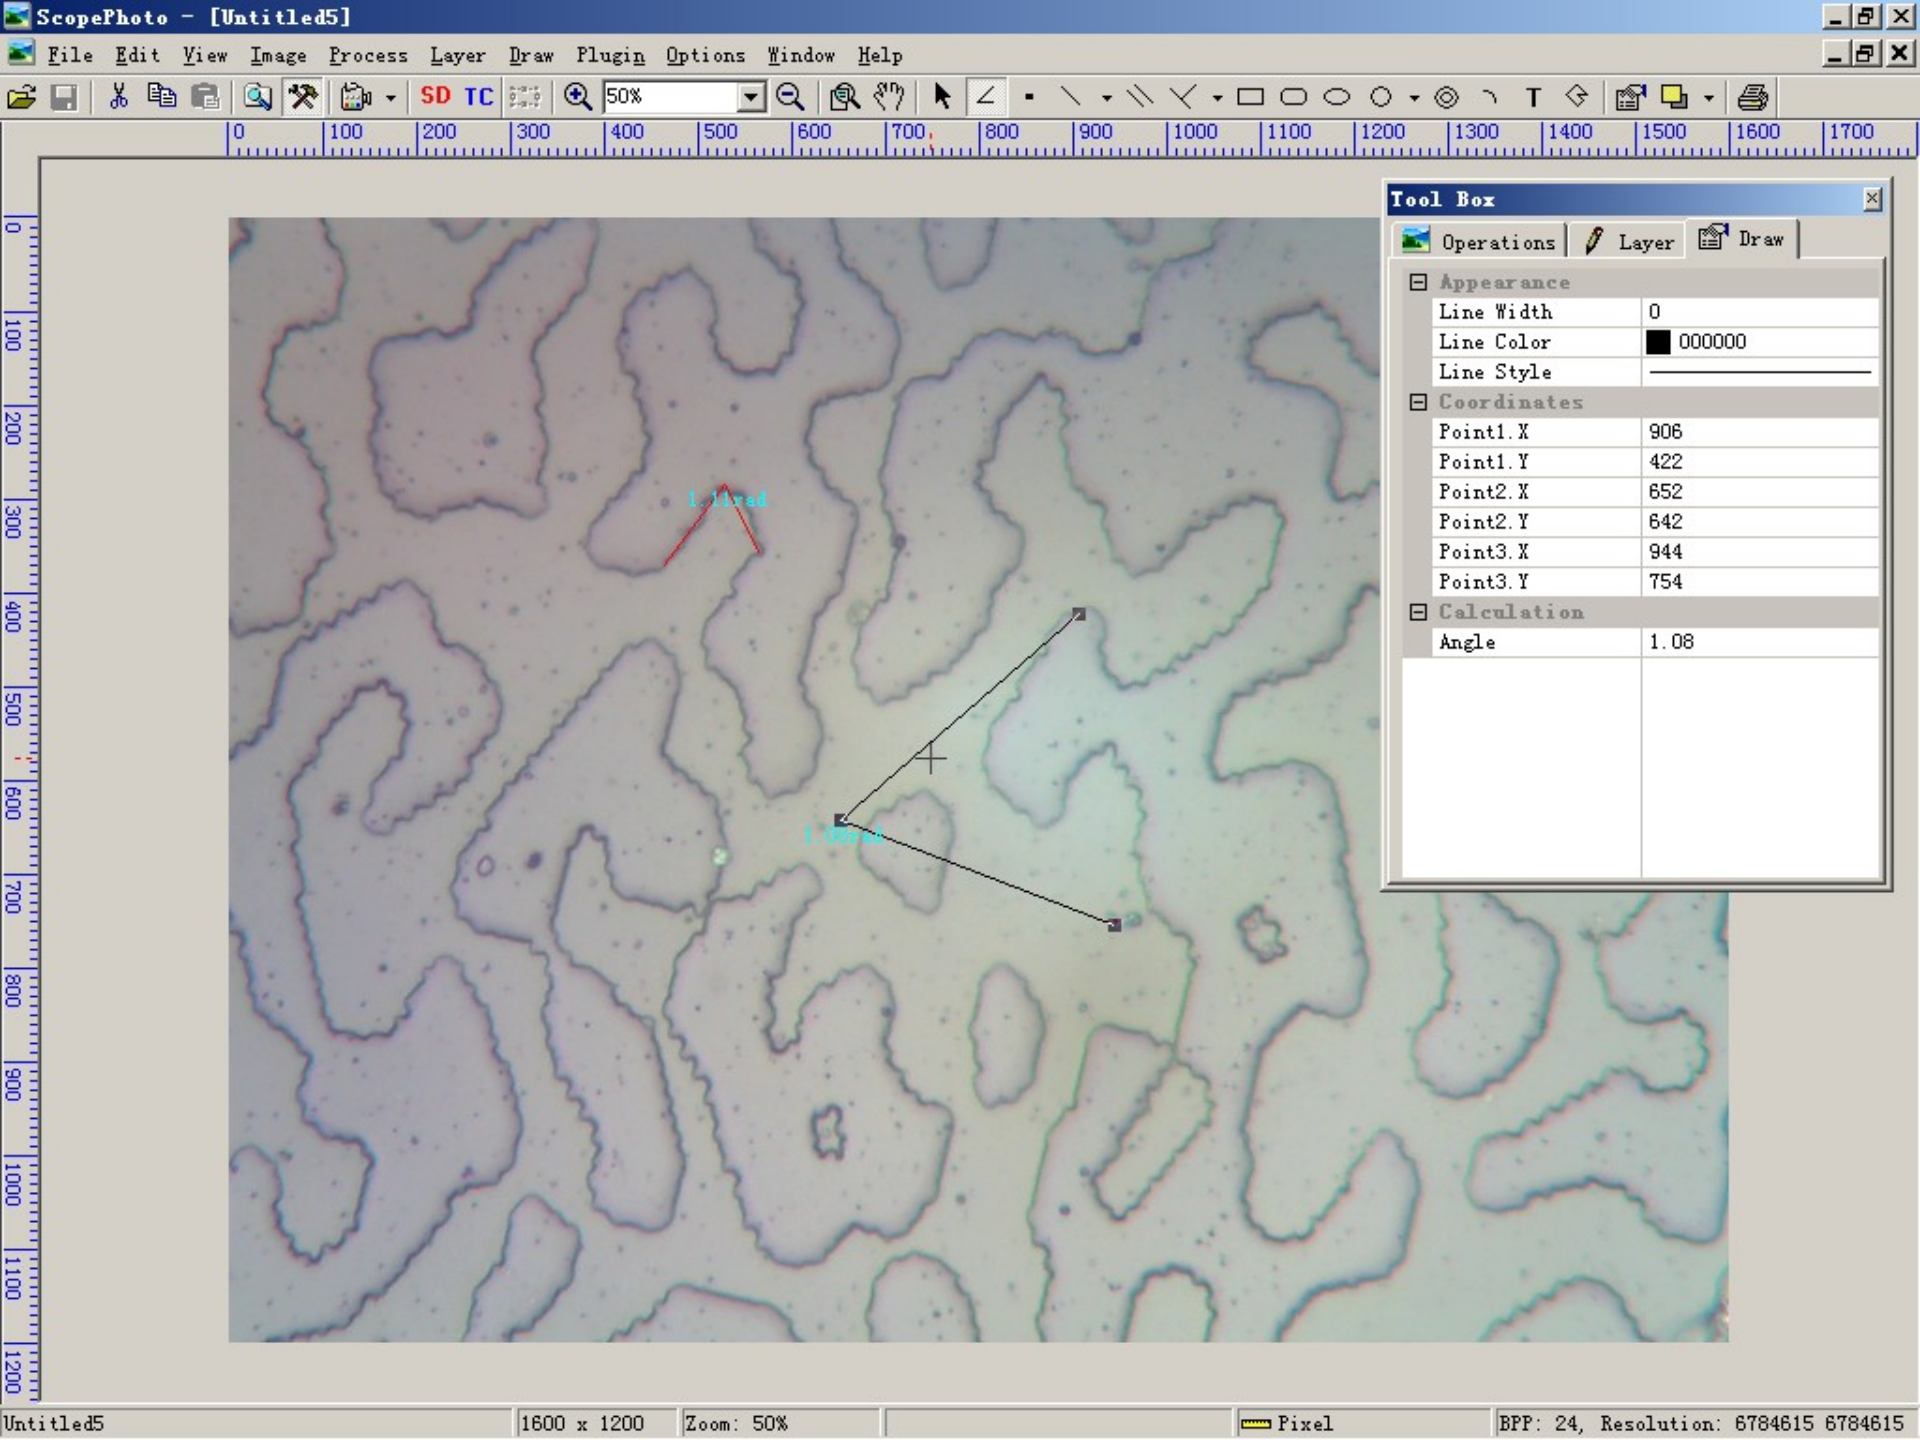 ScopePhoto - [Untitled5]
File Edit View Image Process Layer Draw Plugin Options Window Help
SD TC 50% T
0 100 200 300 400 500 600 700 800 900 1000 1100 1200 1300 1400 1500 1600 1700
0
100
200
300
400
500
600
700
800
900
1000
1100
1200
1.11rad
1.08rad
Tool Box
Operations Layer Draw
Appearance
Line Width 0
Line Color 000000
Line Style
Coordinates
Point1.X 906
Point1.Y 422
Point2.X 652
Point2.Y 642
Point3.X 944
Point3.Y 754
Calculation
Angle 1.08
Untitled5 1600 x 1200 Zoom: 50% Pixel BPP: 24, Resolution: 6784615 6784615